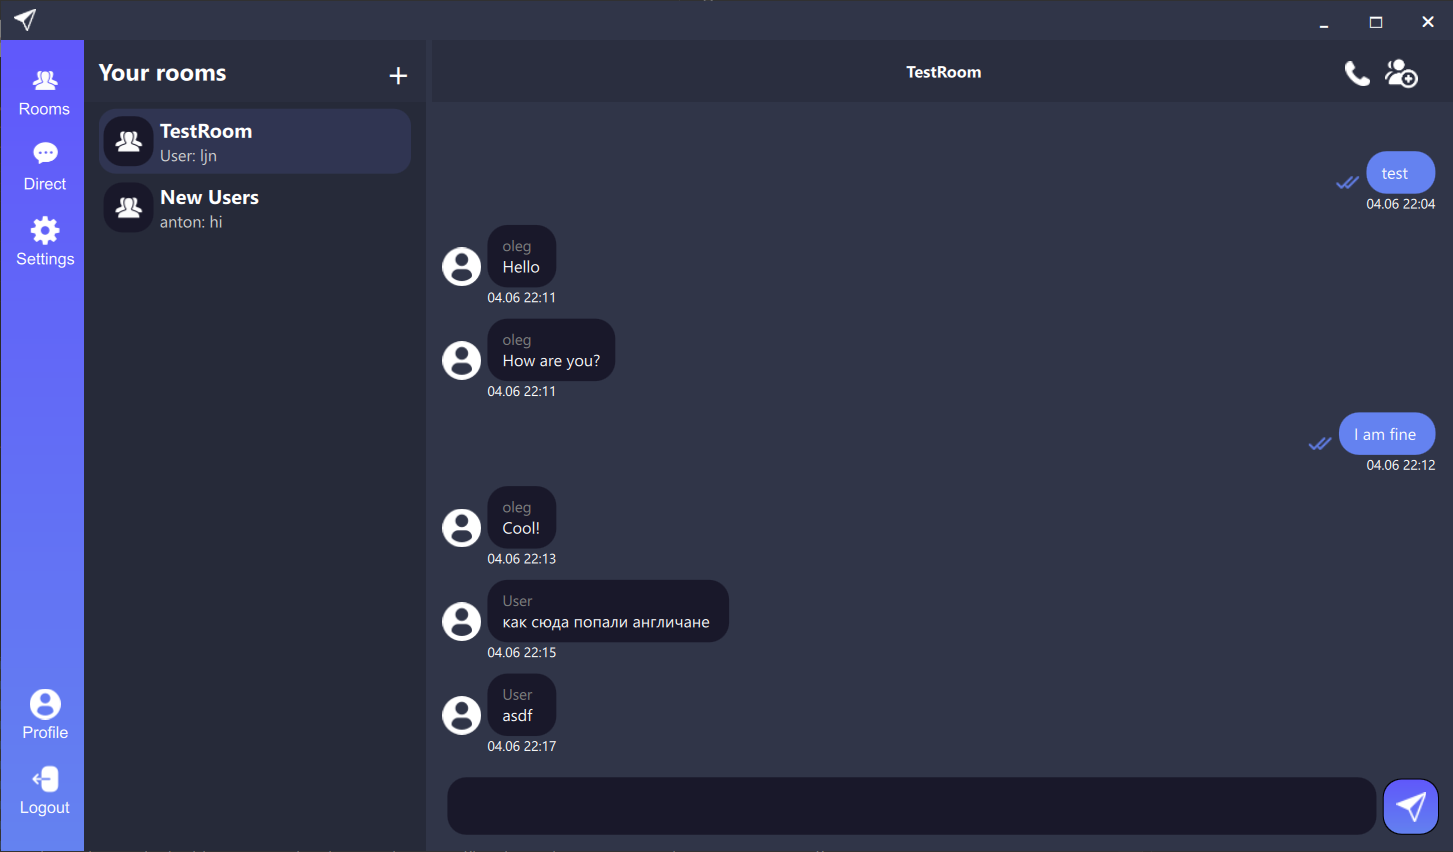 Rooms
Direct
Settings
Profile
Logout
Your rooms
TestRoom
User: ljn
New Users
anton: hi
TestRoom
test
04.06 22:04
oleg
Hello
04.06 22:11
oleg
How are you?
04.06 22:11
I am fine
04.06 22:12
oleg
Cool!
04.06 22:13
User
как сюда попали англичане
04.06 22:15
User
asdf
04.06 22:17